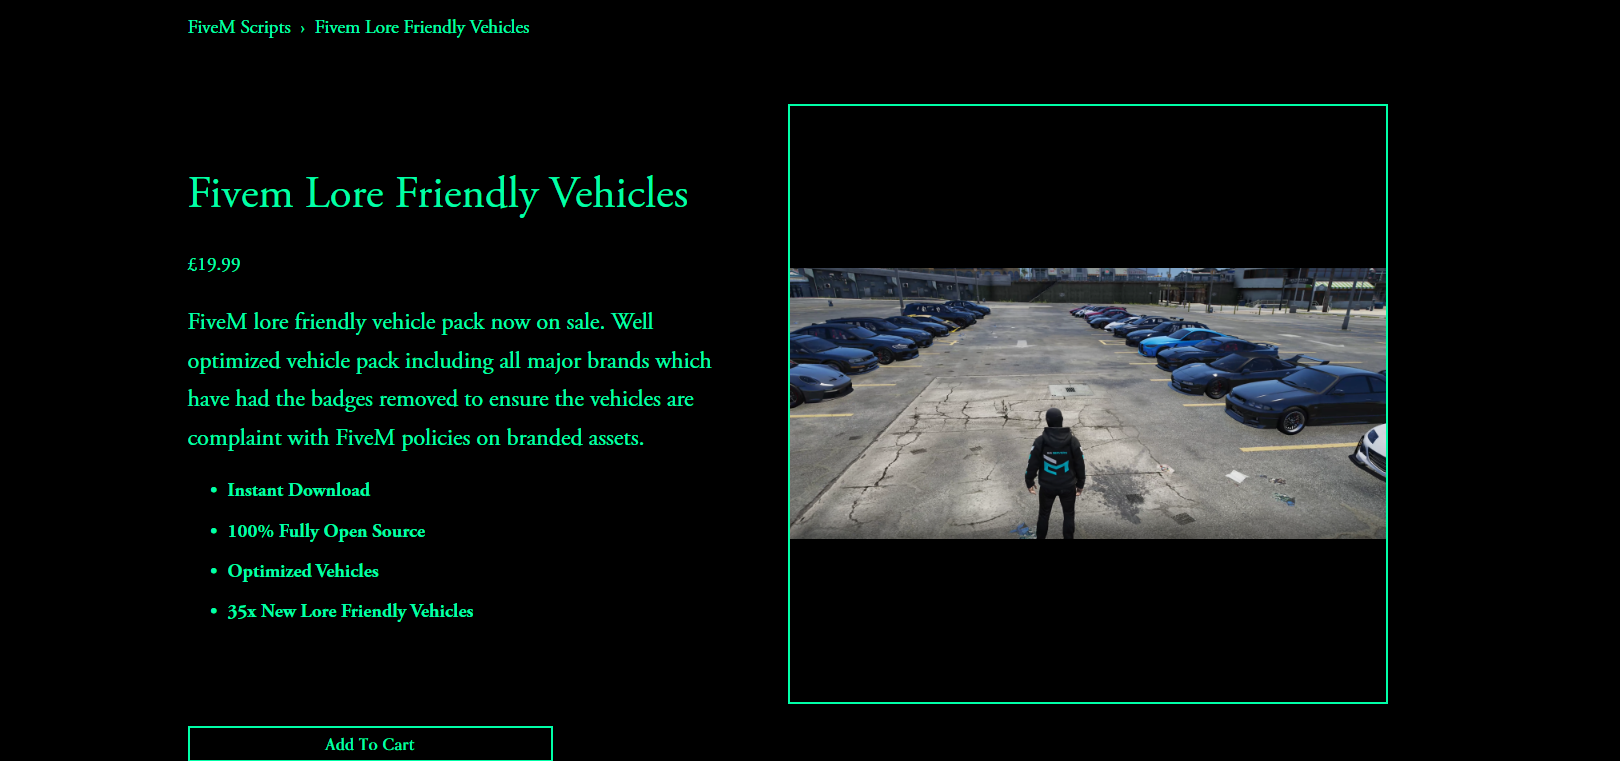 FiveM Scripts › Fivem Lore Friendly Vehicles
Fivem Lore Friendly Vehicles
£19.99
FiveM lore friendly vehicle pack now on sale. Well
optimized vehicle pack including all major brands which
have had the badges removed to ensure the vehicles are
complaint with FiveM policies on branded assets.
• Instant Download
• 100% Fully Open Source
• Optimized Vehicles
• 35x New Lore Friendly Vehicles
Add To Cart